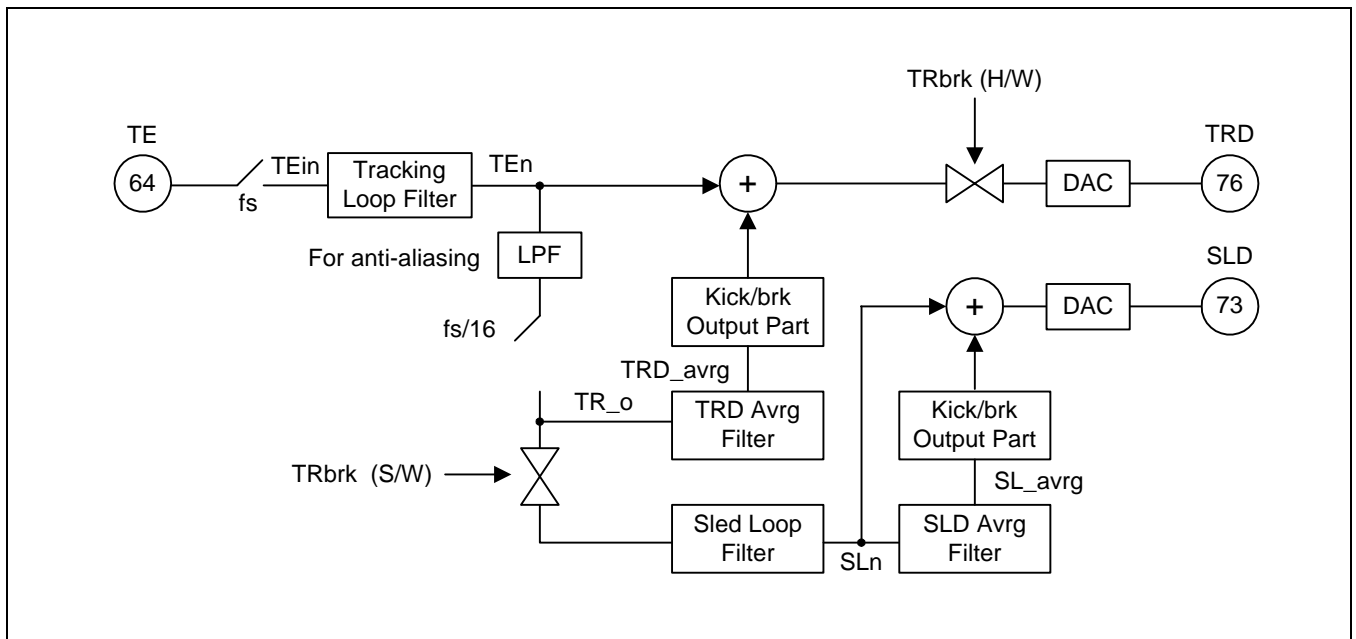 TRbrk (H/W)
TE
TRD
64
TEin
fs
Tracking
Loop Filter
TEn
+
DAC
76
For anti-aliasing
LPF
SLD
Kick/brk
Output Part
+
DAC
73
fs/16
TRD_avrg
TR_o
TRD Avrg
Filter
Kick/brk
Output Part
TRbrk (S/W)
SL_avrg
Sled Loop
Filter
SLn
SLD Avrg
Filter